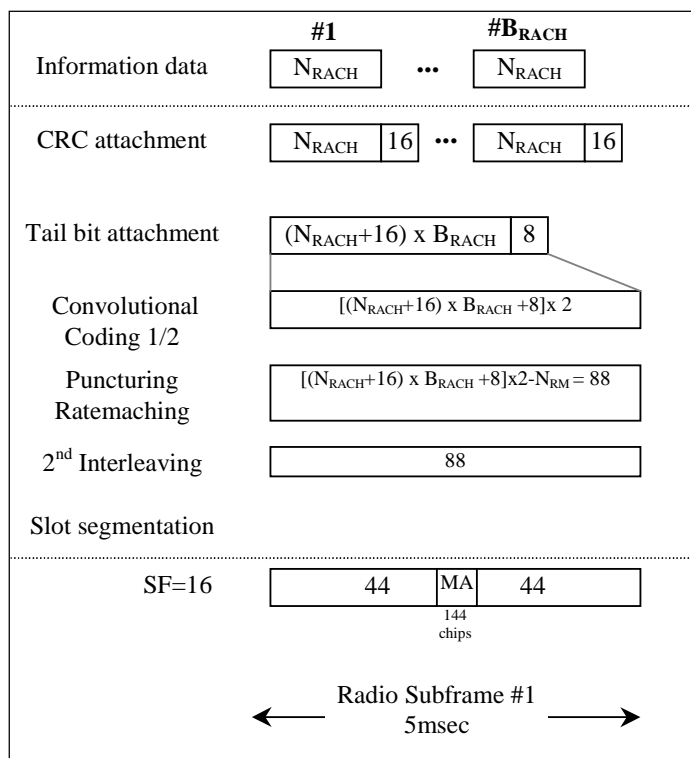 #1 #B_RACH
Information data N_RACH ... N_RACH
CRC attachment N_RACH 16 ... N_RACH 16
Tail bit attachment (N_RACH+16) x B_RACH 8
Convolutional
Coding 1/2
[(N_RACH+16) x B_RACH +8]x 2
Puncturing
Ratemaching
[(N_RACH+16) x B_RACH +8]x2-N_RM = 88
2nd Interleaving 88
Slot segmentation
SF=16 44 MA 44
144
chips
Radio Subframe #1
5msec